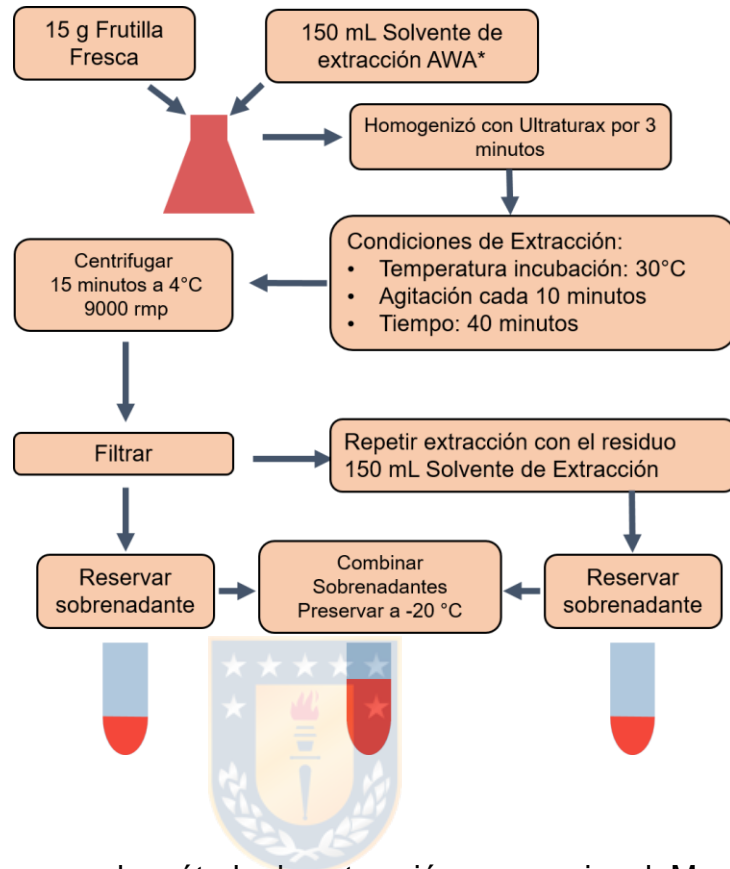 15 g Frutilla
Fresca
150 mL Solvente de
extracción AWA*
Homogenizó con Ultraturax por 3
minutos
Condiciones de Extracción:
• Temperatura incubación: 30°C
• Agitación cada 10 minutos
• Tiempo: 40 minutos
Centrifugar
15 minutos a 4°C
9000 rmp
Filtrar
Repetir extracción con el residuo
150 mL Solvente de Extracción
Reservar
sobrenadante
Combinar
Sobrenadantes
Preservar a -20 °C
Reservar
sobrenadante